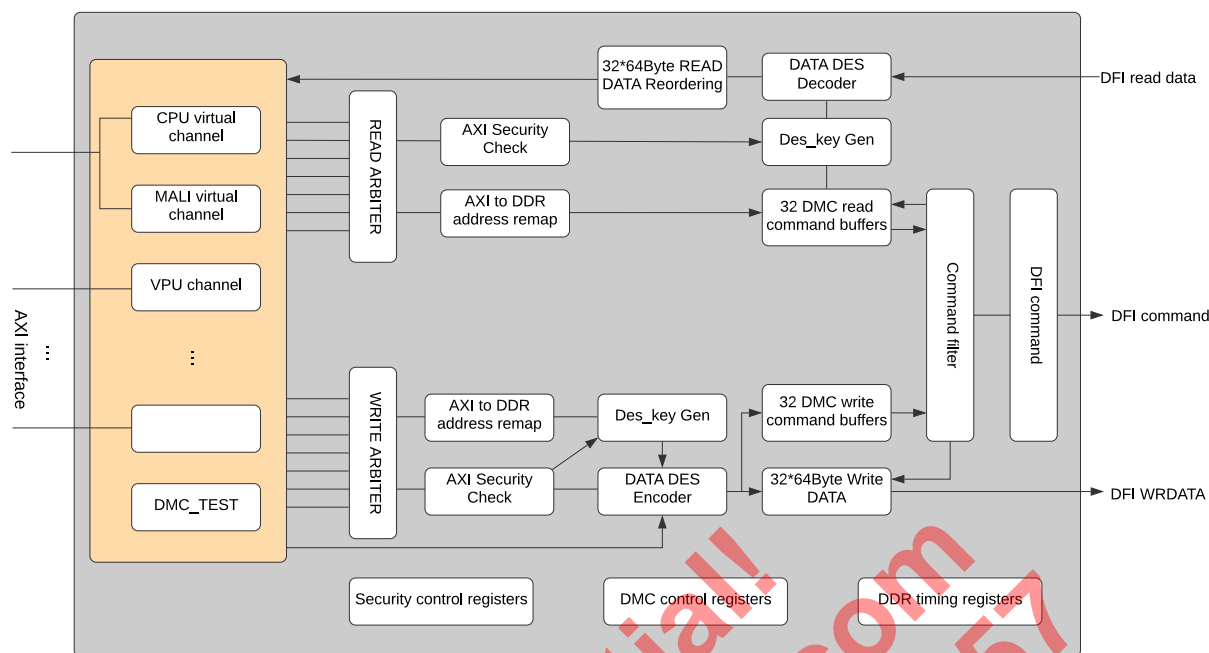 32*64Byte READ
DATA Reordering
DATA DES
Decoder
DFI read data
CPU virtual
channel
READ ARBITER
AXI Security
Check
Des_key Gen
MALI virtual
channel
AXI to DDR
address remap
32 DMC read
command buffers
VPU channel
Command filter
DFI command
DFI command
AXI interface
...
...
WRITE ARBITER
AXI to DDR
address remap
Des_key Gen
32 DMC write
command buffers
AXI Security
Check
DATA DES
Encoder
32*64Byte Write
DATA
DFI WRDATA
DMC_TEST
Security control registers
DMC control registers
DDR timing registers